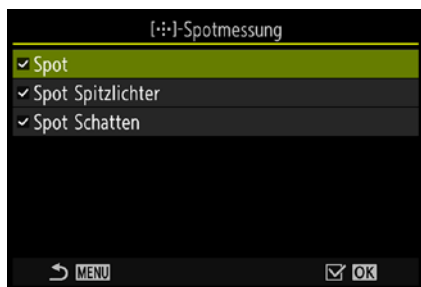 [·:·]-Spotmessung
Spot
Spot Spitzlichter
Spot Schatten
MENU OK